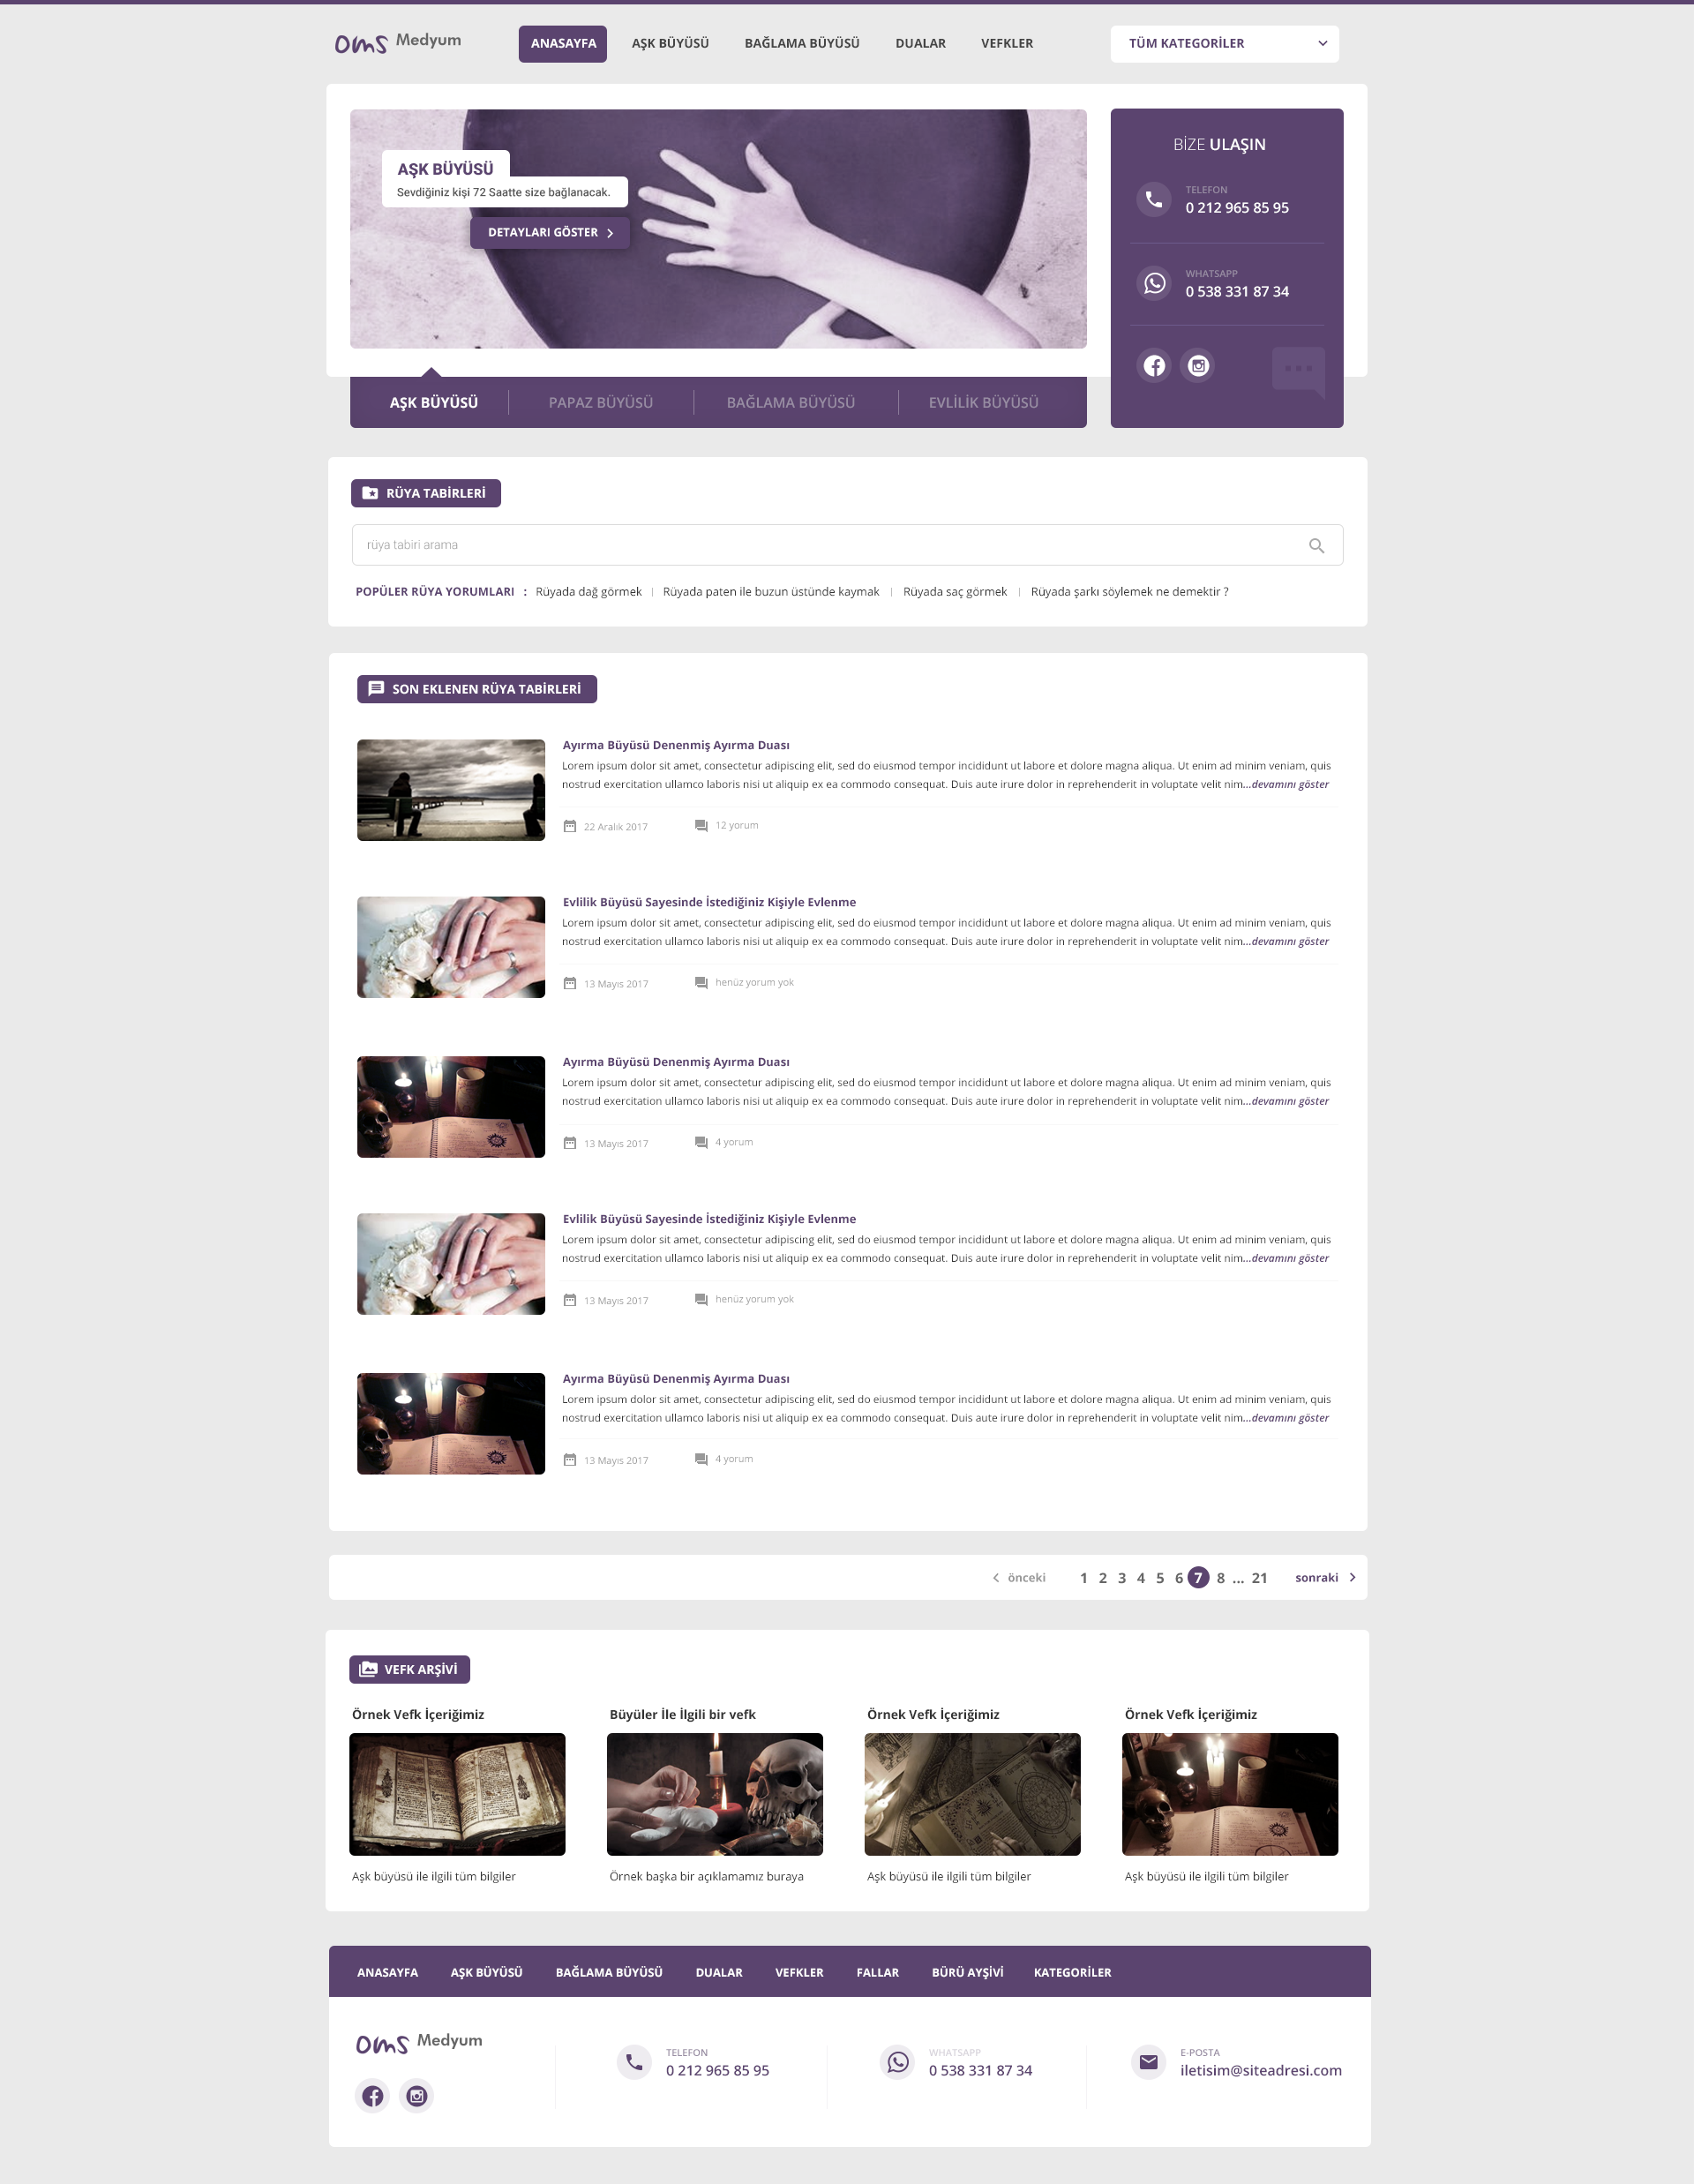 oms Medyum
ANASAYFA AŞK BÜYÜSÜ BAĞLAMA BÜYÜSÜ DUALAR VEFKLER TÜM KATEGORİLER
AŞK BÜYÜSÜ
Sevdiğiniz kişi 72 Saatte size bağlanacak.
DETAYLARI GÖSTER
BİZE ULAŞIN
TELEFON
0 212 965 85 95
WHATSAPP
0 538 331 87 34
AŞK BÜYÜSÜ PAPAZ BÜYÜSÜ BAĞLAMA BÜYÜSÜ EVLİLİK BÜYÜSÜ
RÜYA TABİRLERİ
rüya tabiri arama
POPÜLER RÜYA YORUMLARI : Rüyada dağ görmek Rüyada paten ile buzun üstünde kaymak Rüyada saç görmek Rüyada şarkı söylemek ne demektir ?
SON EKLENEN RÜYA TABİRLERİ
Ayırma Büyüsü Denenmiş Ayırma Duası
Lorem ipsum dolor sit amet, consectetur adipiscing elit, sed do eiusmod tempor incididunt ut labore et dolore magna aliqua. Ut enim ad minim veniam, quis
nostrud exercitation ullamco laboris nisi ut aliquip ex ea commodo consequat. Duis aute irure dolor in reprehenderit in voluptate velit nim...devamını göster
22 Aralık 2017 12 yorum
Evlilik Büyüsü Sayesinde İstediğiniz Kişiyle Evlenme
Lorem ipsum dolor sit amet, consectetur adipiscing elit, sed do eiusmod tempor incididunt ut labore et dolore magna aliqua. Ut enim ad minim veniam, quis
nostrud exercitation ullamco laboris nisi ut aliquip ex ea commodo consequat. Duis aute irure dolor in reprehenderit in voluptate velit nim...devamını göster
13 Mayıs 2017 henüz yorum yok
Ayırma Büyüsü Denenmiş Ayırma Duası
Lorem ipsum dolor sit amet, consectetur adipiscing elit, sed do eiusmod tempor incididunt ut labore et dolore magna aliqua. Ut enim ad minim veniam, quis
nostrud exercitation ullamco laboris nisi ut aliquip ex ea commodo consequat. Duis aute irure dolor in reprehenderit in voluptate velit nim...devamını göster
13 Mayıs 2017 4 yorum
Evlilik Büyüsü Sayesinde İstediğiniz Kişiyle Evlenme
Lorem ipsum dolor sit amet, consectetur adipiscing elit, sed do eiusmod tempor incididunt ut labore et dolore magna aliqua. Ut enim ad minim veniam, quis
nostrud exercitation ullamco laboris nisi ut aliquip ex ea commodo consequat. Duis aute irure dolor in reprehenderit in voluptate velit nim...devamını göster
13 Mayıs 2017 henüz yorum yok
Ayırma Büyüsü Denenmiş Ayırma Duası
Lorem ipsum dolor sit amet, consectetur adipiscing elit, sed do eiusmod tempor incididunt ut labore et dolore magna aliqua. Ut enim ad minim veniam, quis
nostrud exercitation ullamco laboris nisi ut aliquip ex ea commodo consequat. Duis aute irure dolor in reprehenderit in voluptate velit nim...devamını göster
13 Mayıs 2017 4 yorum
önceki 1 2 3 4 5 6 7 8 ... 21 sonraki
VEFK ARŞİVİ
Örnek Vefk İçeriğimiz Büyüler İle İlgili bir vefk Örnek Vefk İçeriğimiz Örnek Vefk İçeriğimiz
Aşk büyüsü ile ilgili tüm bilgiler Örnek başka bir açıklamamız buraya Aşk büyüsü ile ilgili tüm bilgiler Aşk büyüsü ile ilgili tüm bilgiler
ANASAYFA AŞK BÜYÜSÜ BAĞLAMA BÜYÜSÜ DUALAR VEFKLER FALLAR BÜRÜ AYŞİVİ KATEGORİLER
oms Medyum
TELEFON
0 212 965 85 95
WHATSAPP
0 538 331 87 34
E-POSTA
iletisim@siteadresi.com